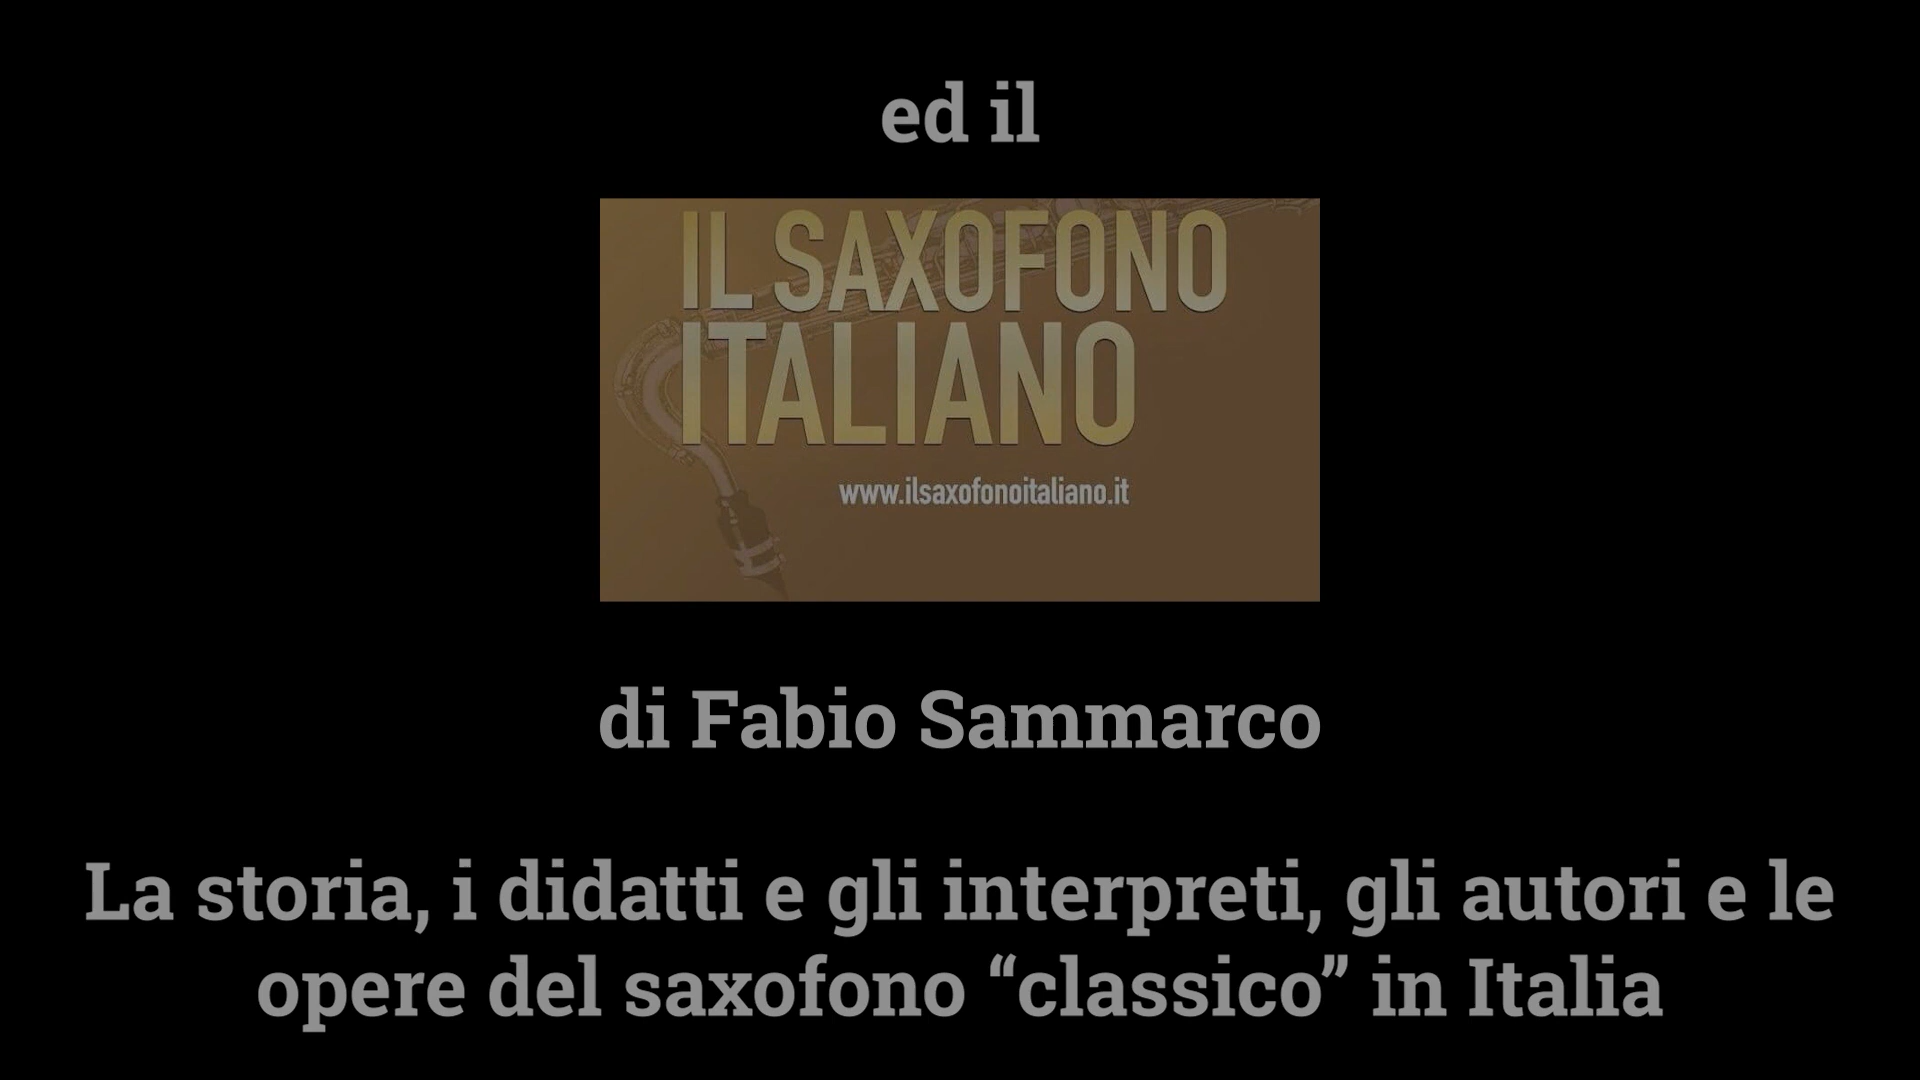 ed il
IL SAXOFONO
ITALIANO
www.ilsaxofonoitaliano.it
di Fabio Sammarco
La storia, i didatti e gli interpreti, gli autori e le
opere del saxofono “classico” in Italia